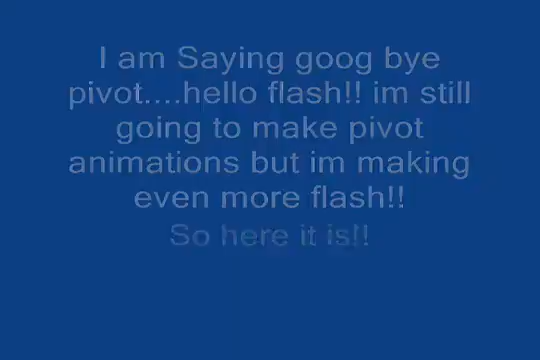 I am Saying goog bye
pivot....hello flash!! im still
going to make pivot
animations but im making
even more flash!!
So here it is!!